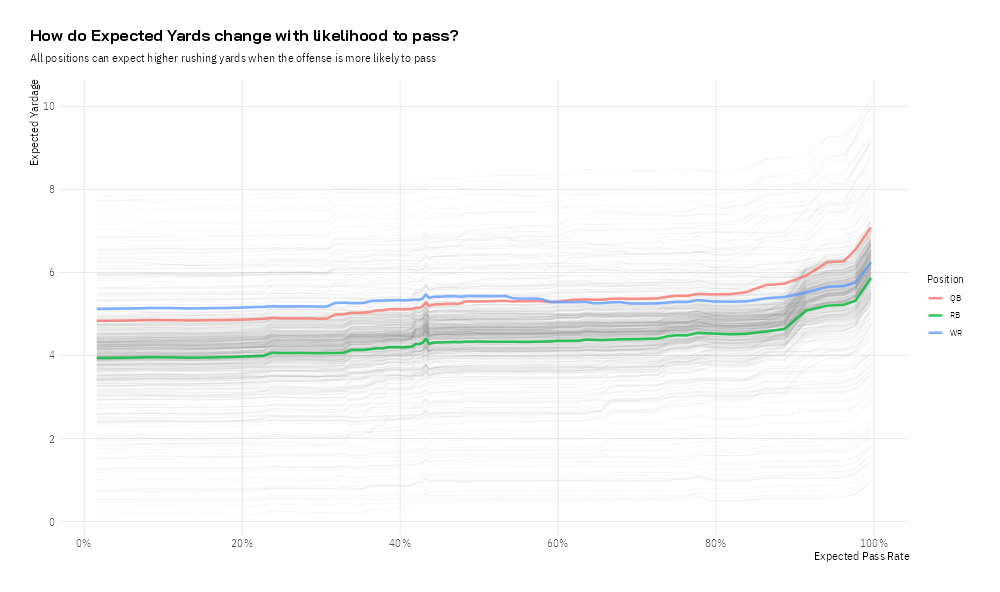 How do Expected Yards change with likelihood to pass?
All positions can expect higher rushing yards when the offense is more likely to pass
Expected Yardage
10
8
6
4
2
0
0%
20%
40%
60%
80%
100%
Expected Pass Rate
Position
QB
RB
WR